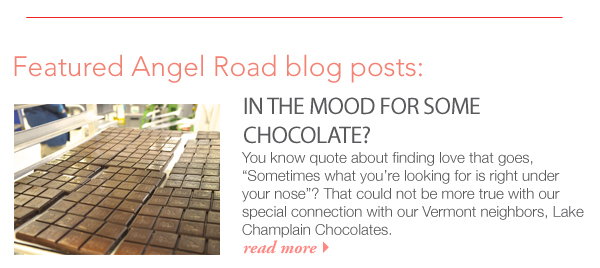 Featured Angel Road blog posts:
IN THE MOOD FOR SOME
CHOCOLATE?
You know quote about finding love that goes,
“Sometimes what you’re looking for is right under
your nose”? That could not be more true with our
special connection with our Vermont neighbors, Lake
Champlain Chocolates.
read more